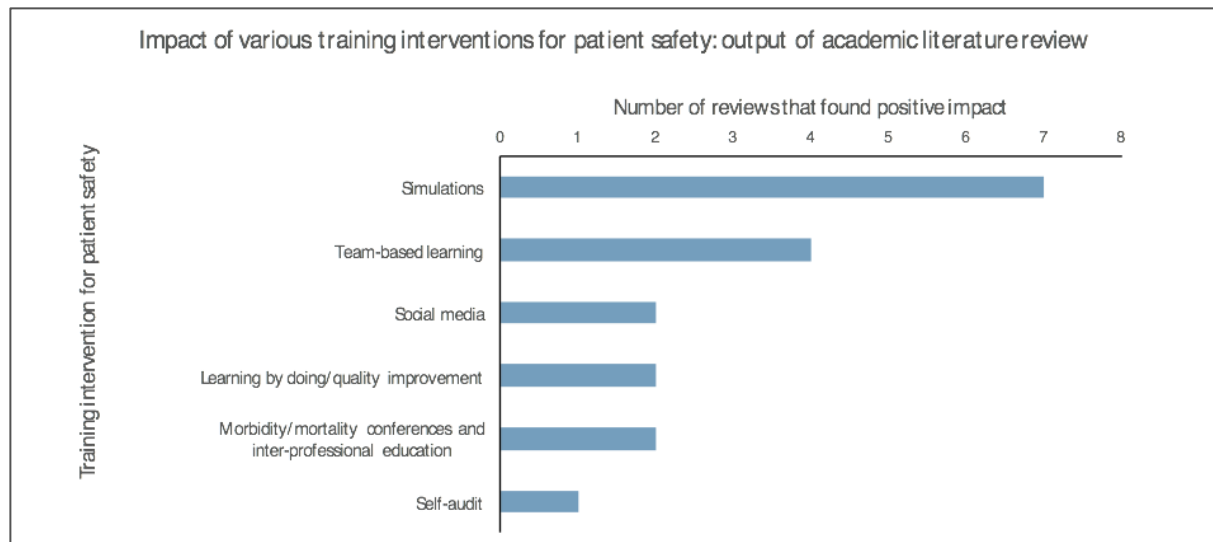 Impact of various training interventions for patient safety: output of academic literature review
Number of reviews that found positive impact
0 1 2 3 4 5 6 7 8
Training intervention for patient safety
Simulations
Team-based learning
Social media
Learning by doing/quality improvement
Morbidity/mortality conferences and
inter-professional education
Self-audit